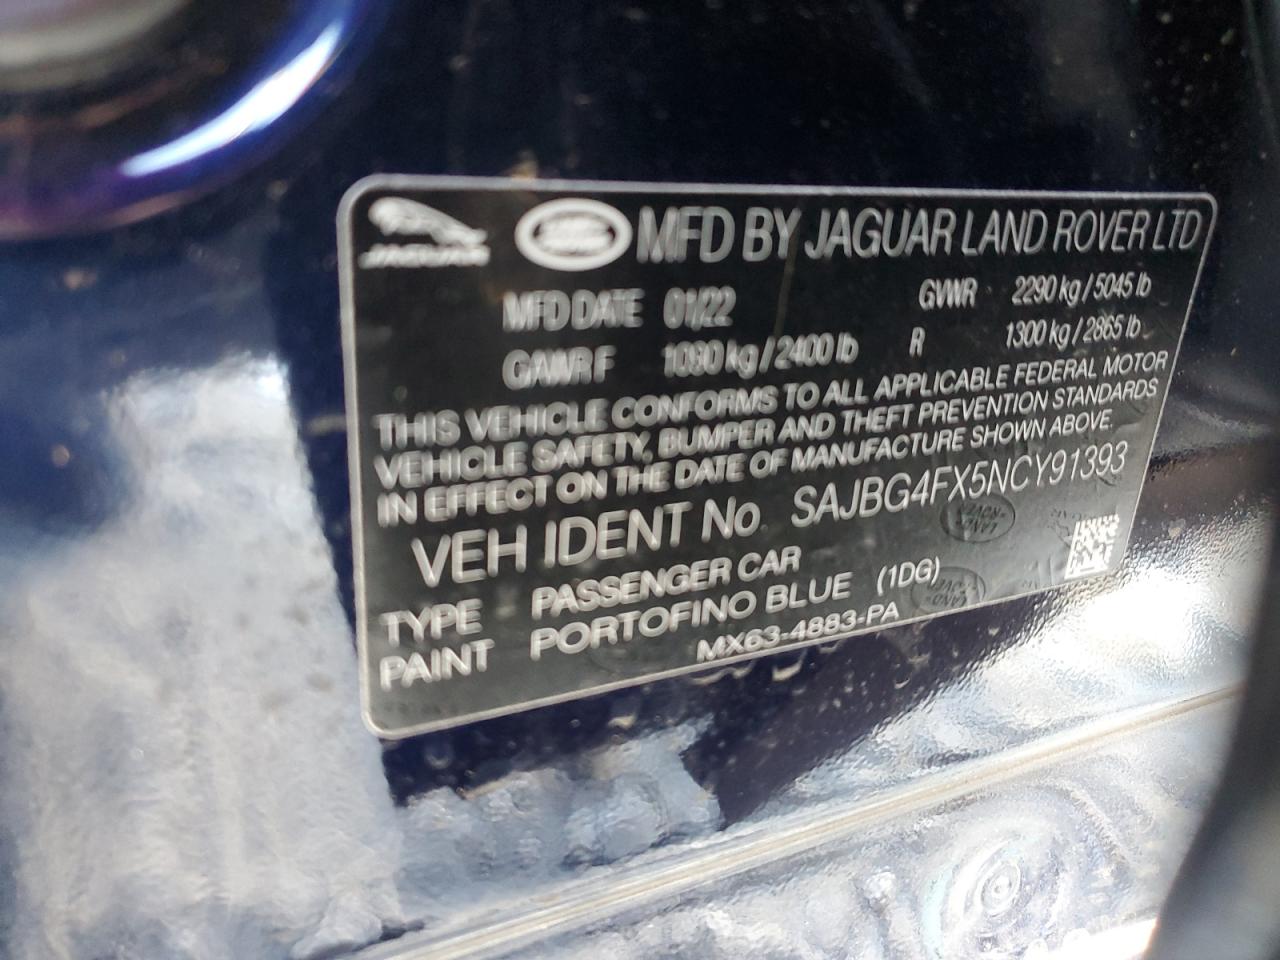 JAGUAR MFD BY JAGUAR LAND ROVER LTD
MFD DATE 01/22 GVWR 2290 kg / 5045 lb
GAWR F 1090 kg / 2400 lb R 1300 kg / 2865 lb
THIS VEHICLE CONFORMS TO ALL APPLICABLE FEDERAL MOTOR
VEHICLE SAFETY, BUMPER AND THEFT PREVENTION STANDARDS
IN EFFECT ON THE DATE OF MANUFACTURE SHOWN ABOVE.
VEH IDENT No SAJBG4FX5NCY91393
TYPE PASSENGER CAR
PAINT PORTOFINO BLUE (1DG)
MX63-4883-PA